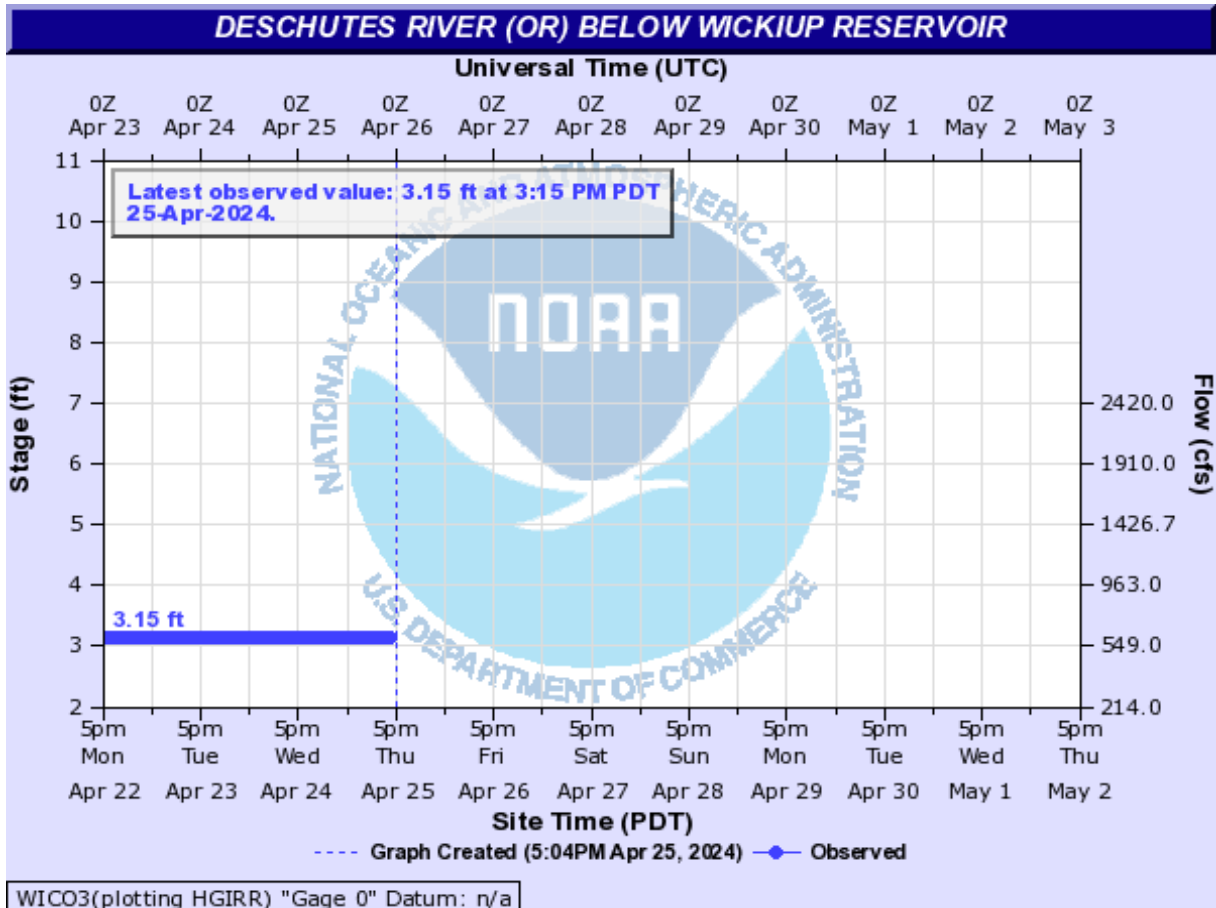 DESCHUTES RIVER (OR) BELOW WICKIUP RESERVOIR
Universal Time (UTC)
0Z 0Z 0Z 0Z 0Z 0Z 0Z 0Z 0Z 0Z 0Z
Apr 23 Apr 24 Apr 25 Apr 26 Apr 27 Apr 28 Apr 29 Apr 30 May 1 May 2 May 3
Latest observed value: 3.15 ft at 3:15 PM PDT
25-Apr-2024.
NATIONAL OCEANIC AND ATMOSPHERIC ADMINISTRATION
NOAA
U.S. DEPARTMENT OF COMMERCE
Stage (ft)
11
10
9
8
7
6
5
4
3
2
3.15 ft
Flow (cfs)
2420.0
1910.0
1426.7
963.0
549.0
214.0
5pm 5pm 5pm 5pm 5pm 5pm 5pm 5pm 5pm 5pm 5pm
Mon Tue Wed Thu Fri Sat Sun Mon Tue Wed Thu
Apr 22 Apr 23 Apr 24 Apr 25 Apr 26 Apr 27 Apr 28 Apr 29 Apr 30 May 1 May 2
Site Time (PDT)
Graph Created (5:04PM Apr 25, 2024) Observed
WICO3(plotting HGIRR) "Gage 0" Datum: n/a